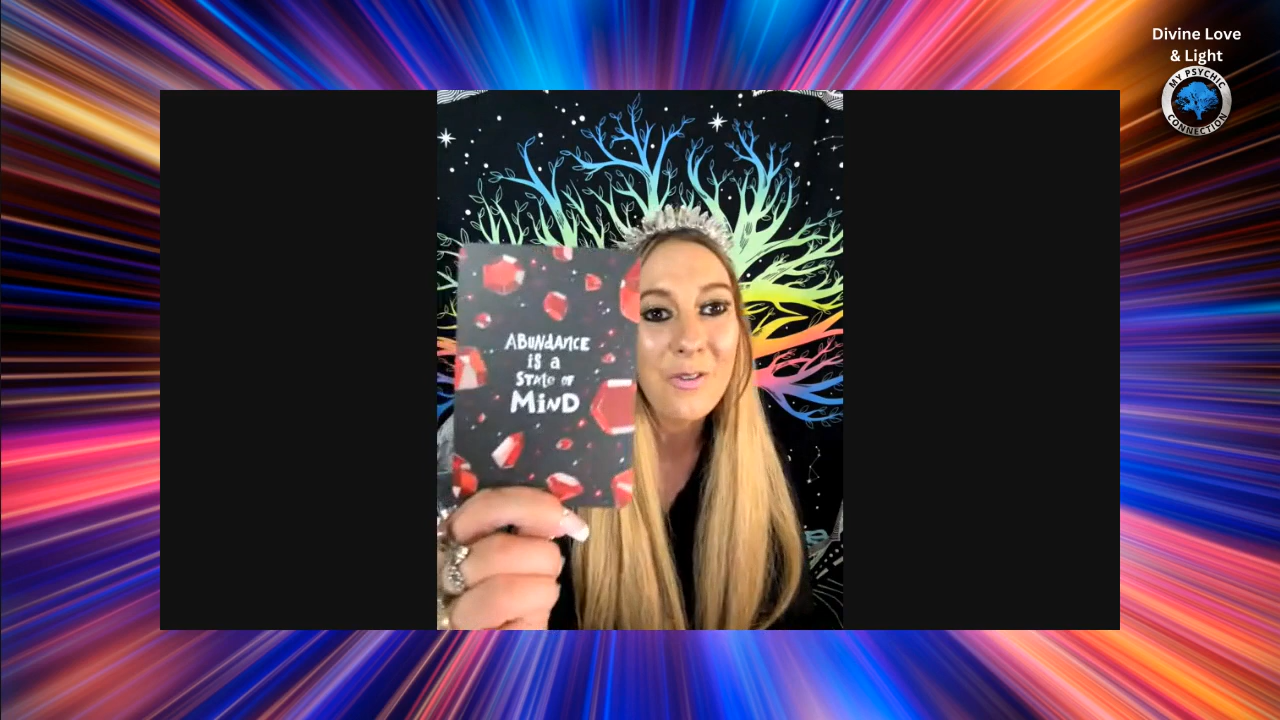 Divine Love
& Light
MY PSYCHIC
CONNECTION
ABUNDANCE
is a
STATE OF
MIND